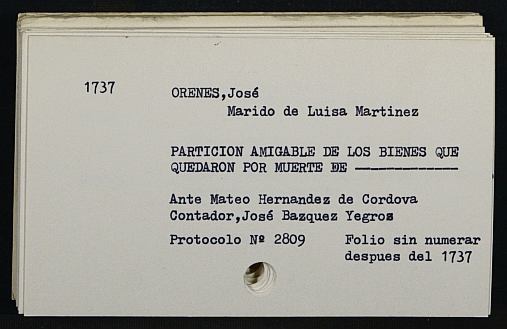 1737
ORENES,José
Marido de Luisa Martinez
PARTICION AMIGABLE DE LOS BIENES QUE
QUEDARON POR MUERTE DE -------------
Ante Mateo Hernandez de Cordova
Contador,José Bazquez Yegros
Protocolo Nº 2809 Folio sin numerar
despues del 1737